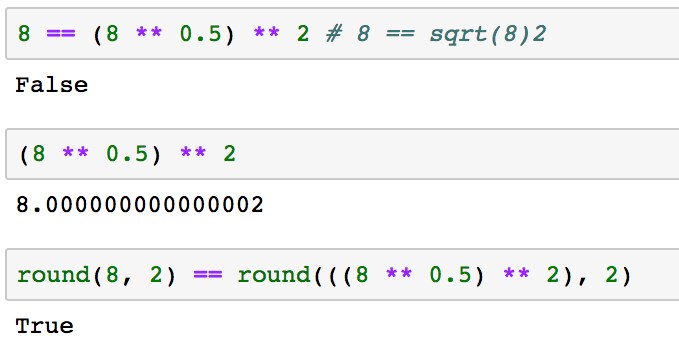 8 == (8 ** 0.5) ** 2 # 8 == sqrt(8)2
False
(8 ** 0.5) ** 2
8.000000000000002
round(8, 2) == round(((8 ** 0.5) ** 2), 2)
True